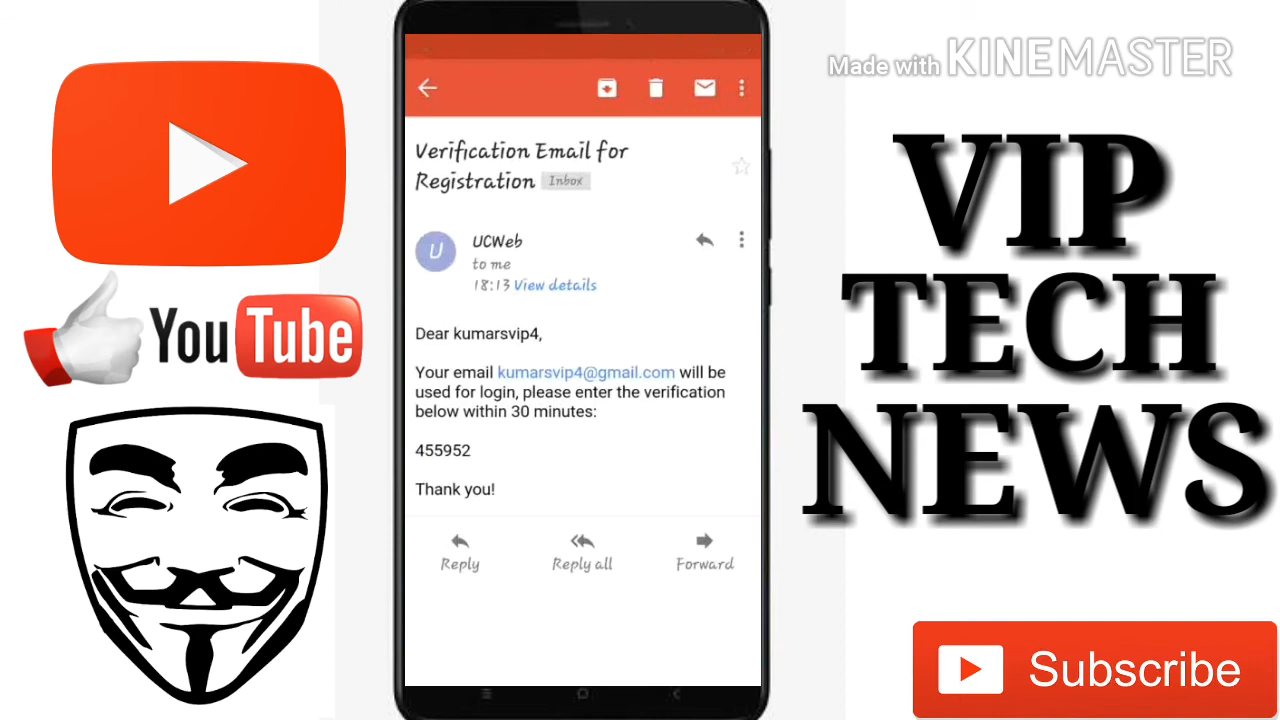 Made with KINEMASTER
YouTube
Verification Email for
Registration Inbox
U
UCWeb
to me
18:13 View details
Dear kumarsvip4,
Your email kumarsvip4@gmail.com will be
used for login, please enter the verification
below within 30 minutes:
455952
Thank you!
Reply
Reply all
Forward
VIP
TECH
NEWS
Subscribe